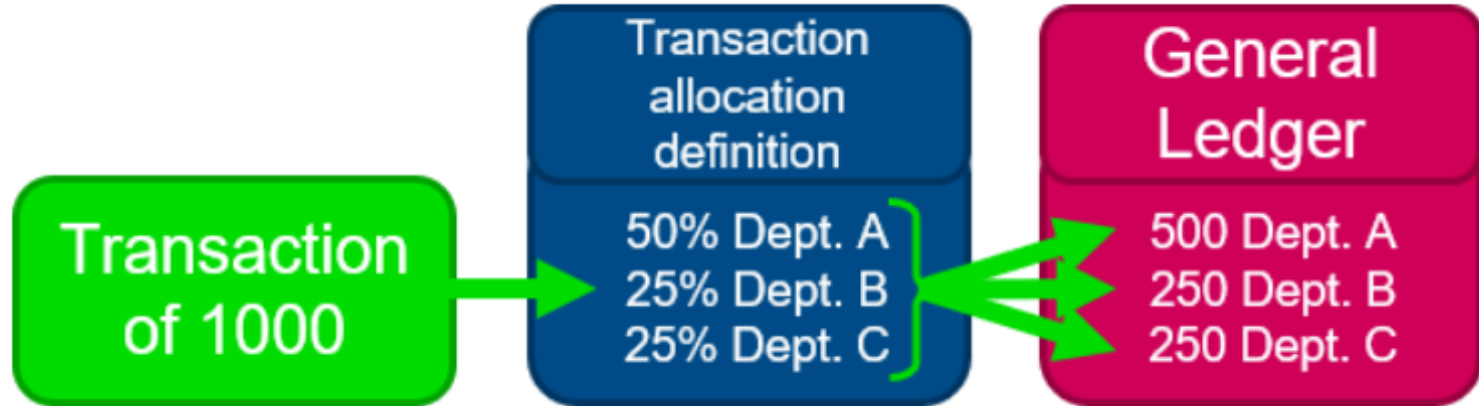 Transaction
of 1000
Transaction
allocation
definition
50% Dept. A
25% Dept. B
25% Dept. C
General
Ledger
500 Dept. A
250 Dept. B
250 Dept. C